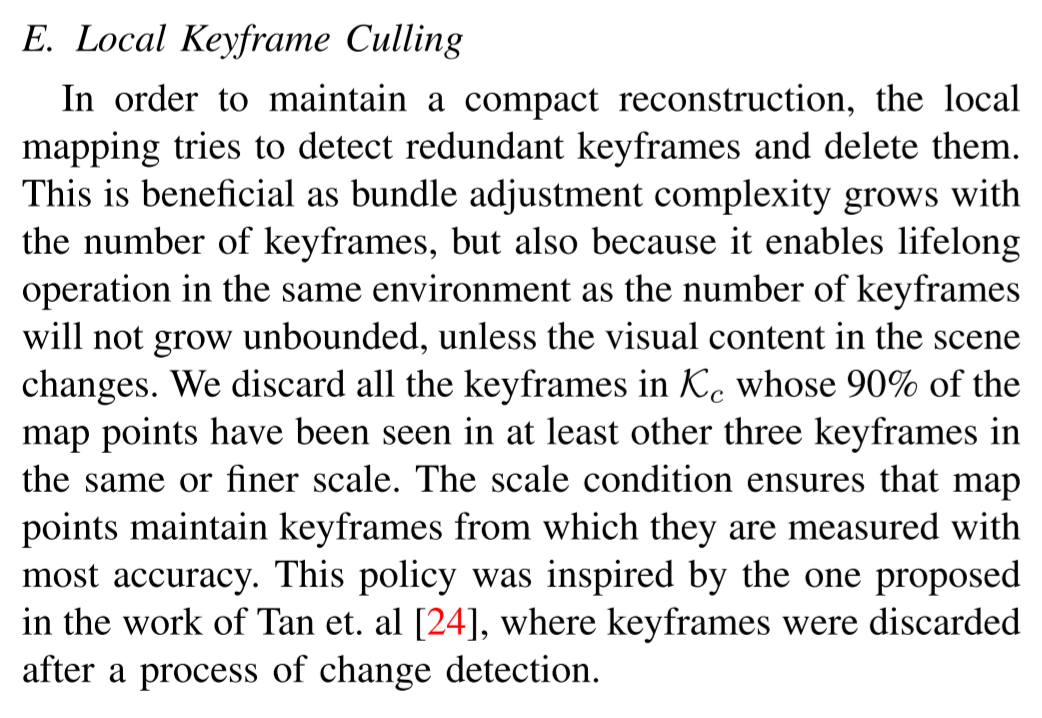 E. Local Keyframe Culling
In order to maintain a compact reconstruction, the local
mapping tries to detect redundant keyframes and delete them.
This is beneficial as bundle adjustment complexity grows with
the number of keyframes, but also because it enables lifelong
operation in the same environment as the number of keyframes
will not grow unbounded, unless the visual content in the scene
changes. We discard all the keyframes in 𝒦c whose 90% of the
map points have been seen in at least other three keyframes in
the same or finer scale. The scale condition ensures that map
points maintain keyframes from which they are measured with
most accuracy. This policy was inspired by the one proposed
in the work of Tan et. al [24], where keyframes were discarded
after a process of change detection.